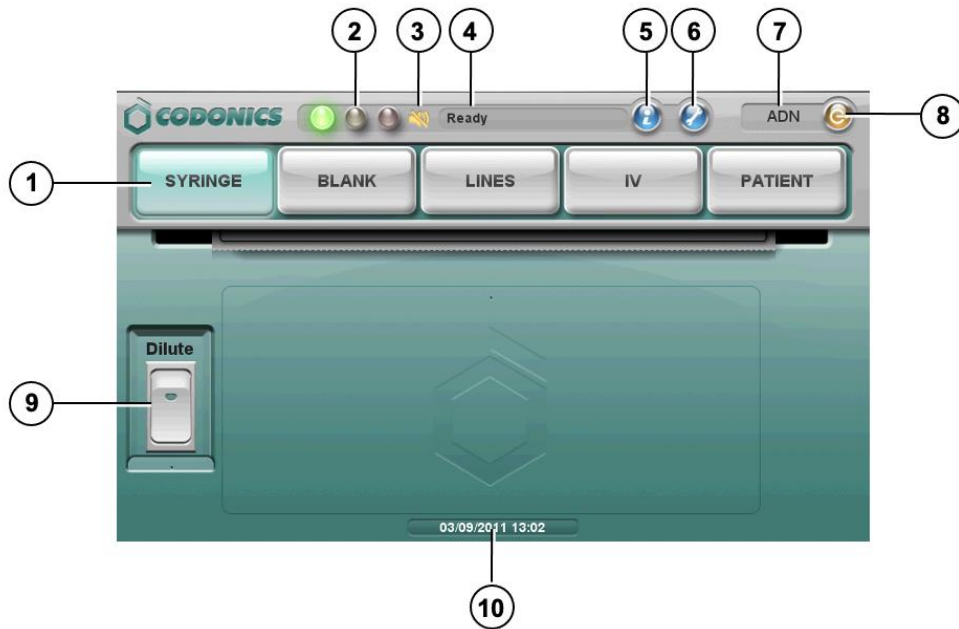 2 3 4 5 6 7
CODONICS Ready ADN 8
1 SYRINGE BLANK LINES IV PATIENT
Dilute
9
03/09/2011 13:02
10